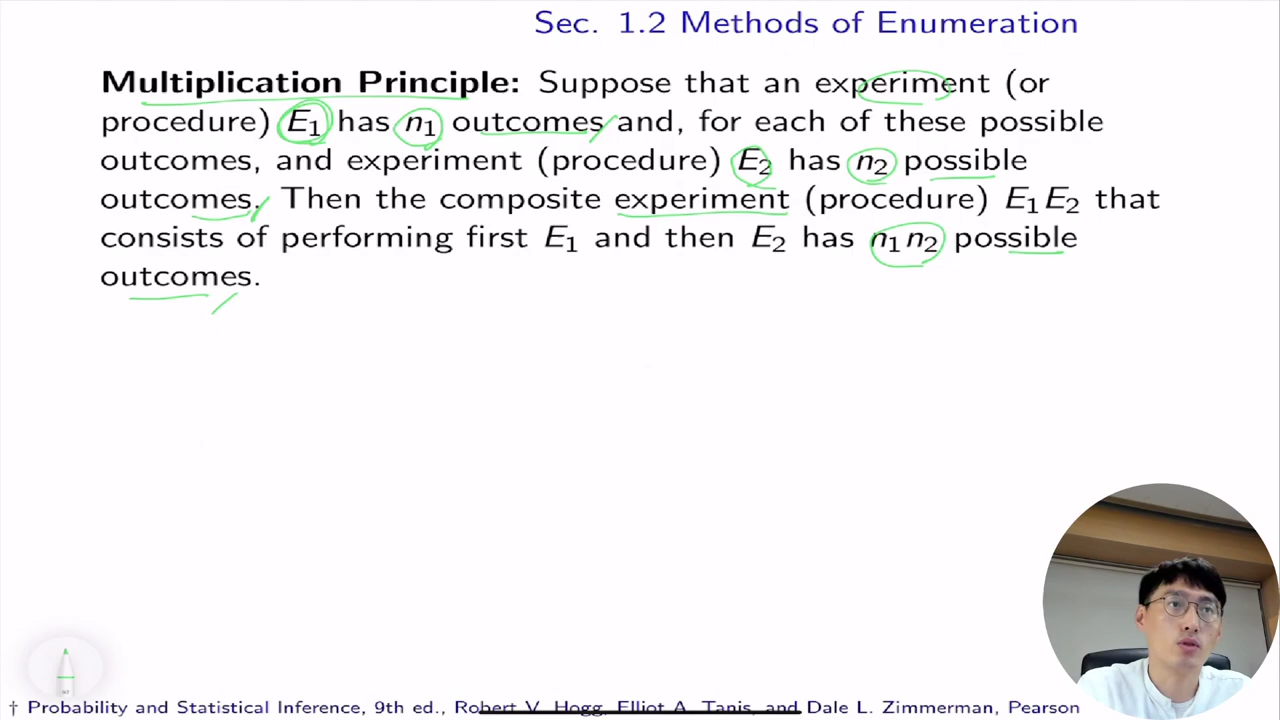 Sec. 1.2 Methods of Enumeration
Multiplication Principle: Suppose that an experiment (or
procedure) E₁ has n₁ outcomes and, for each of these possible
outcomes, and experiment (procedure) E₂ has n₂ possible
outcomes. Then the composite experiment (procedure) E₁E₂ that
consists of performing first E₁ and then E₂ has n₁n₂ possible
outcomes.
† Probability and Statistical Inference, 9th ed., Robert V. Hogg, Elliot A. Tanis, and Dale L. Zimmerman, Pearson